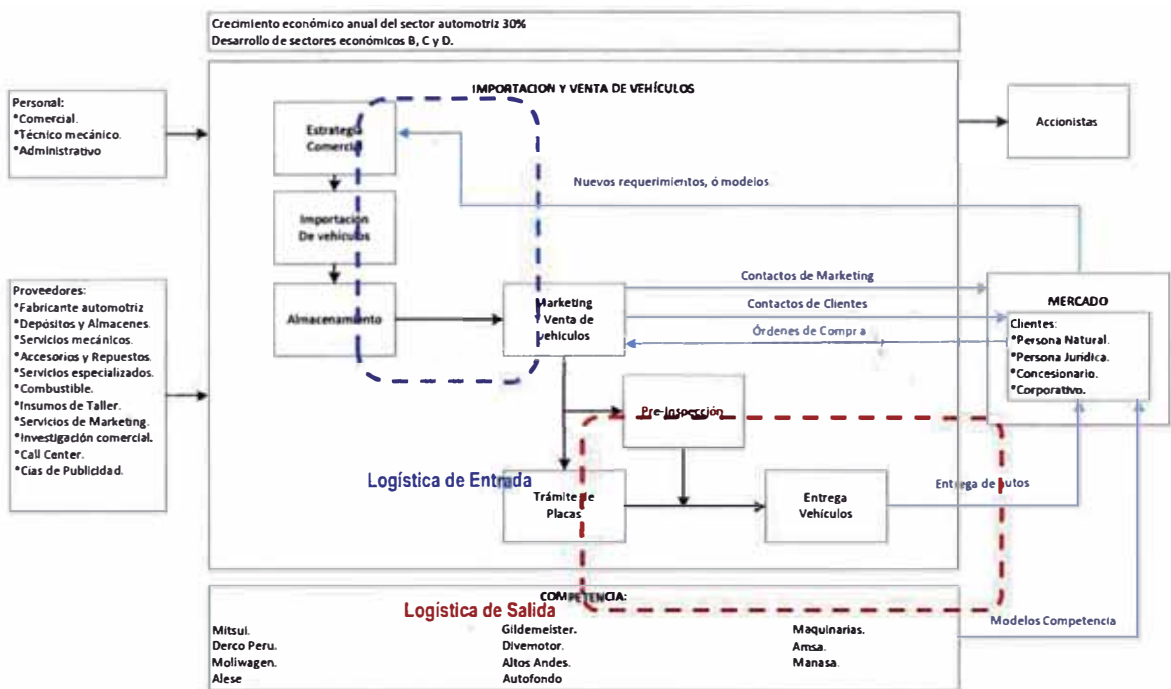 Crecimiento económico anual del sector automotriz 30%
Desarrollo de sectores económicos B, C y D.
IMPORTACION Y VENTA DE VEHÍCULOS
Personal:
*Comercial.
*Técnico mecánico.
*Administrativo
Estrategia
Comercial
Accionistas
Nuevos requerimientos, ó modelos
Importacion
De vehículos
Proveedores:
*Fabricante automotriz
*Depósitos y Almacenes.
*Servicios mecánicos.
*Accesorios y Repuestos.
*Servicios especializados.
*Combustible.
*Insumos de Taller.
*Servicios de Marketing.
*Investigación comercial.
*Call Center.
*Cias de Publicidad.
Almacenamiento
Marketing
Venta de
vehiculos
Contactos de Marketing
Contactos de Clientes
Órdenes de Compra
MERCADO
Clientes:
*Persona Natural.
*Persona Jurídica.
*Concesionario.
*Corporativo.
Pre-Inspección
Logística de Entrada
Trámite de
Placas
Entrega
Vehículos
Entrega de autos
Logística de Salida
COMPETENCIA:
Modelos Competencia
Mitsui.
Derco Peru.
Moliwagen.
Alese
Gildemeister.
Divemotor.
Altos Andes.
Autofondo
Maquinarias.
Amsa.
Manasa.